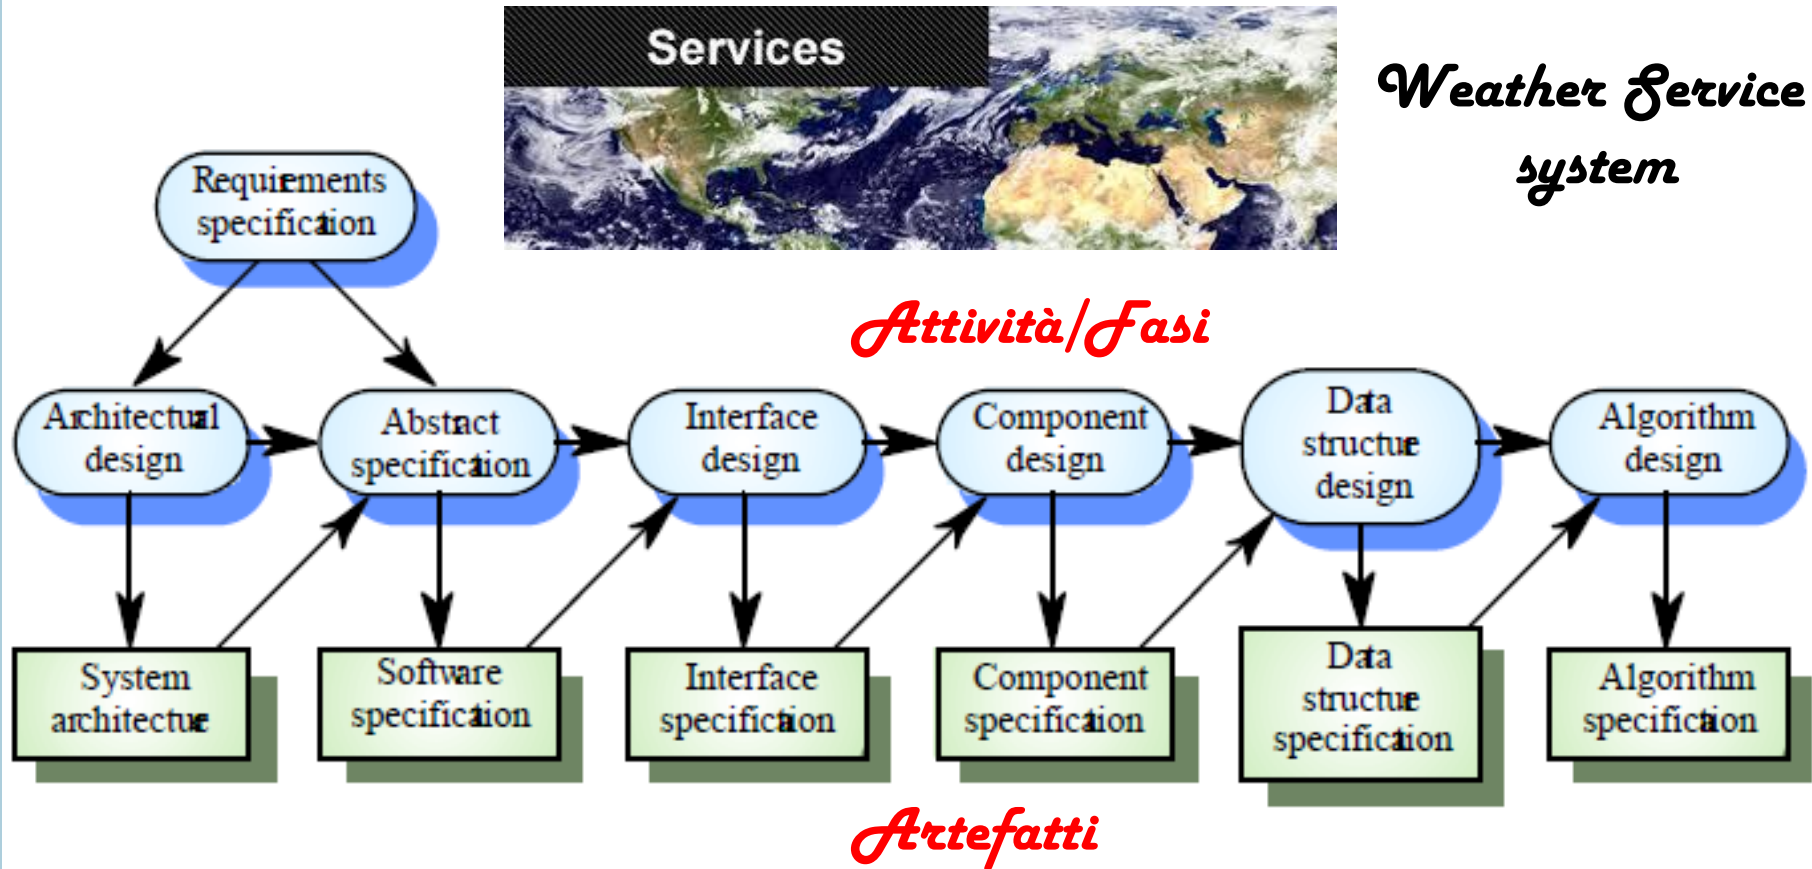 Services
Weather Service
system
Requirements
specification
Attività/Fasi
Architectural
design
Abstract
specification
Interface
design
Component
design
Data
structure
design
Algorithm
design
System
architecture
Software
specification
Interface
specification
Component
specification
Data
structure
specification
Algorithm
specification
Artefatti